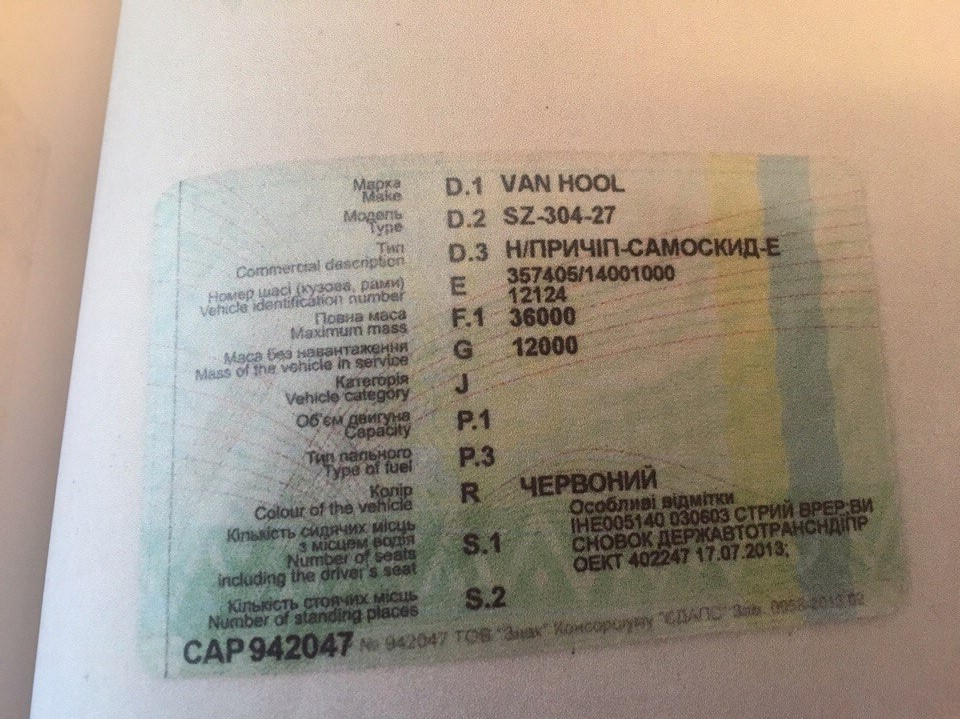 Марка
Make
D.1 VAN HOOL
Модель
Type
D.2 SZ-304-27
Тип
Commercial description
D.3 Н/ПРИЧІП-САМОСКИД-Е
Номер шасі (кузова, рами)
Vehicle identification number
E 357405/14001000
12124
Повна маса
Maximum mass
F.1 36000
Маса без навантаження
Mass of the vehicle in service
G 12000
Категорія
Vehicle category
J
Об'єм двигуна
Capacity
P.1
Тип пального
Type of fuel
P.3
Колір
Colour of the vehicle
R ЧЕРВОНИЙ
Кількість сидячих місць
з місцем водія
Number of seats
including the driver's seat
S.1
Особливі відмітки
ІНЕ005140 030603 СТРИЙ ВРЕР;ВИ
СНОВОК ДЕРЖАВТОТРАНСНДІПР
ОЕКТ 402247 17.07.2013;
Кількість стоячих місць
Number of standing places
S.2
САР 942047 № 942047 ТОВ "Знак" Консорціуму "ЄДАПС" Зам. 0058-2013.02